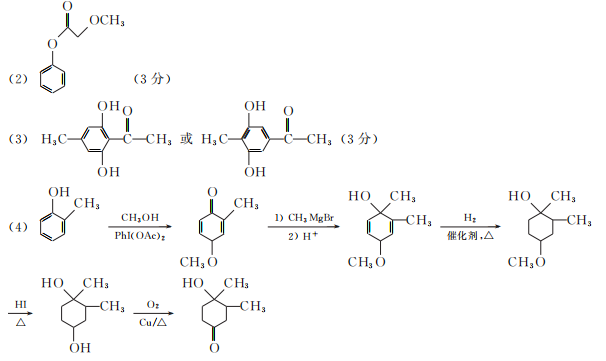 O
OCH₃
O
(2) (3分)
OH O
(3) H₃C C CH₃ 或
OH
OH O
H₃C C CH₃ (3分)
OH
OH
CH₃
(4)
CH₃OH
PhI(OAc)₂
O
CH₃
CH₃O
1) CH₃MgBr
2) H⁺
HO CH₃
CH₃
CH₃O
H₂
催化剂,△
HO CH₃
CH₃
CH₃O
HI
△
HO CH₃
CH₃
OH
O₂
Cu/△
HO CH₃
CH₃
O